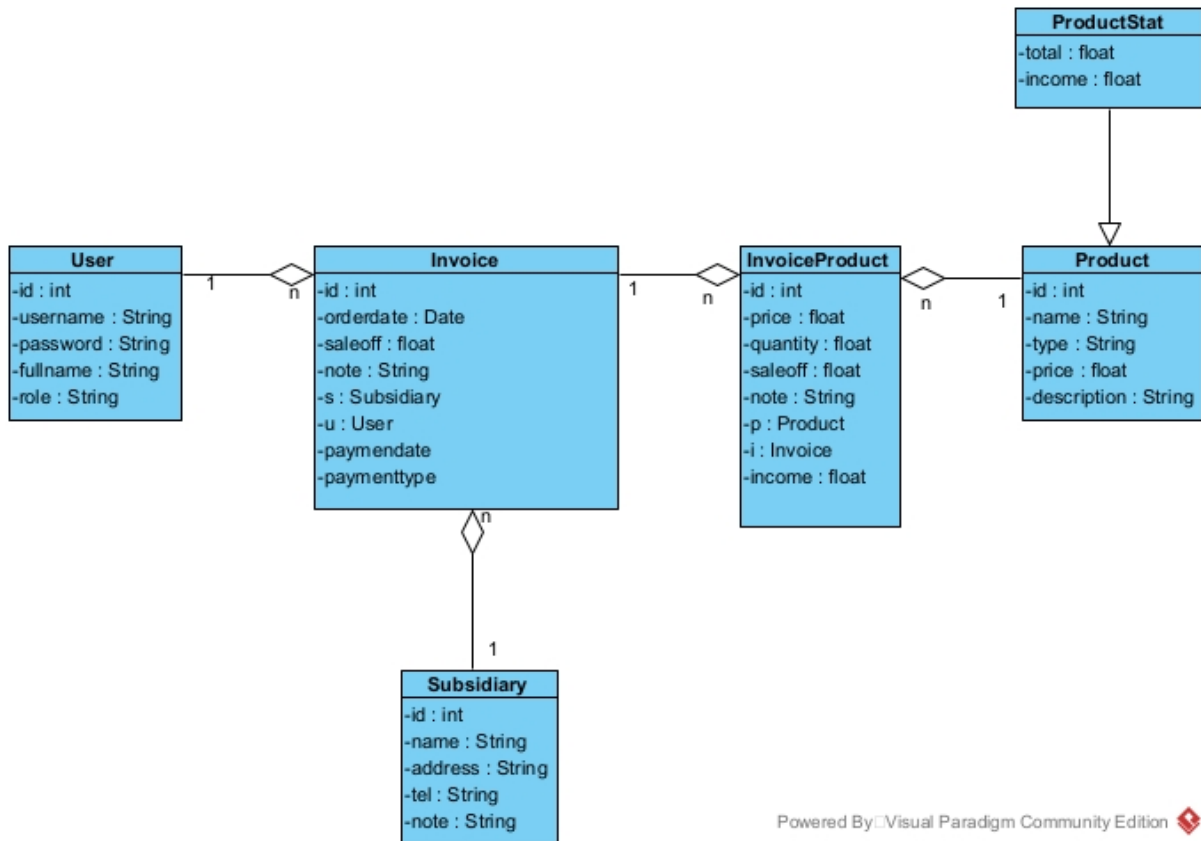 ProductStat
-total : float
-income : float
User
-id : int
-username : String
-password : String
-fullname : String
-role : String
1
n
Invoice
-id : int
-orderdate : Date
-saleoff : float
-note : String
-s : Subsidiary
-u : User
-paymendate
-paymenttype
1
n
InvoiceProduct
-id : int
-price : float
-quantity : float
-saleoff : float
-note : String
-p : Product
-i : Invoice
-income : float
n
1
Product
-id : int
-name : String
-type : String
-price : float
-description : String
n
1
Subsidiary
-id : int
-name : String
-address : String
-tel : String
-note : String
Powered By Visual Paradigm Community Edition